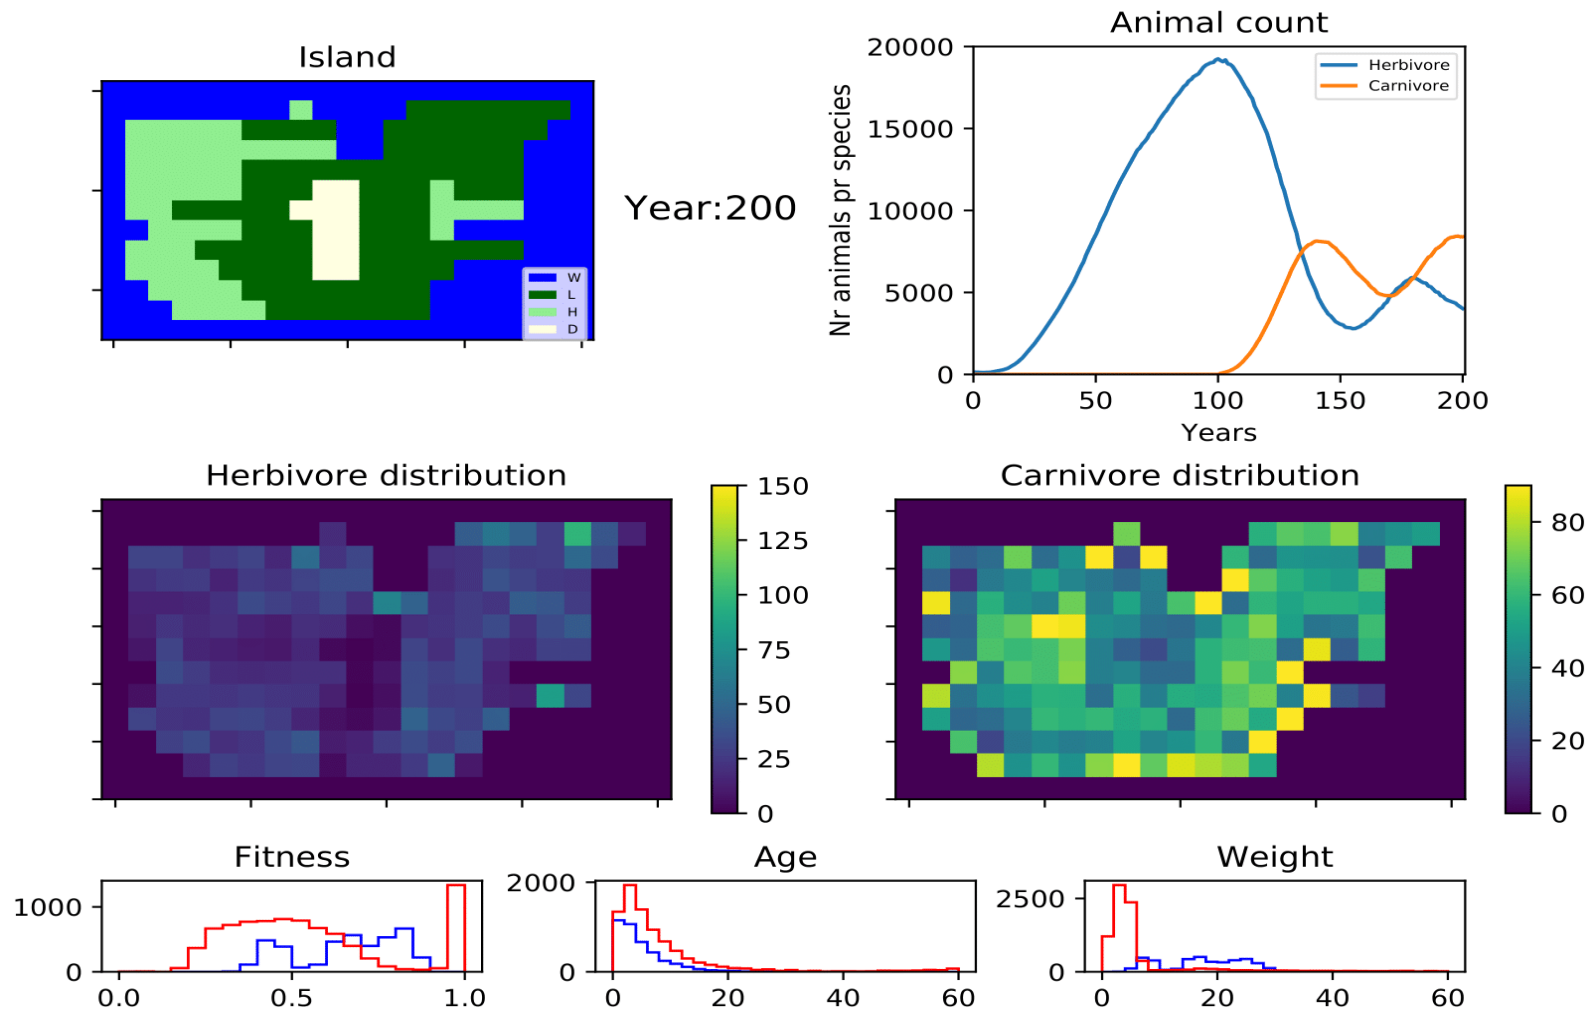 Island
W
L
H
D
Year:200
Animal count
Nr animals pr species
20000
15000
10000
5000
0
Herbivore
Carnivore
0 50 100 150 200
Years
Herbivore distribution
150
125
100
75
50
25
0
Carnivore distribution
80
60
40
20
0
Fitness
1000
0
0.0 0.5 1.0
Age
2000
0
0 20 40 60
Weight
2500
0
0 20 40 60